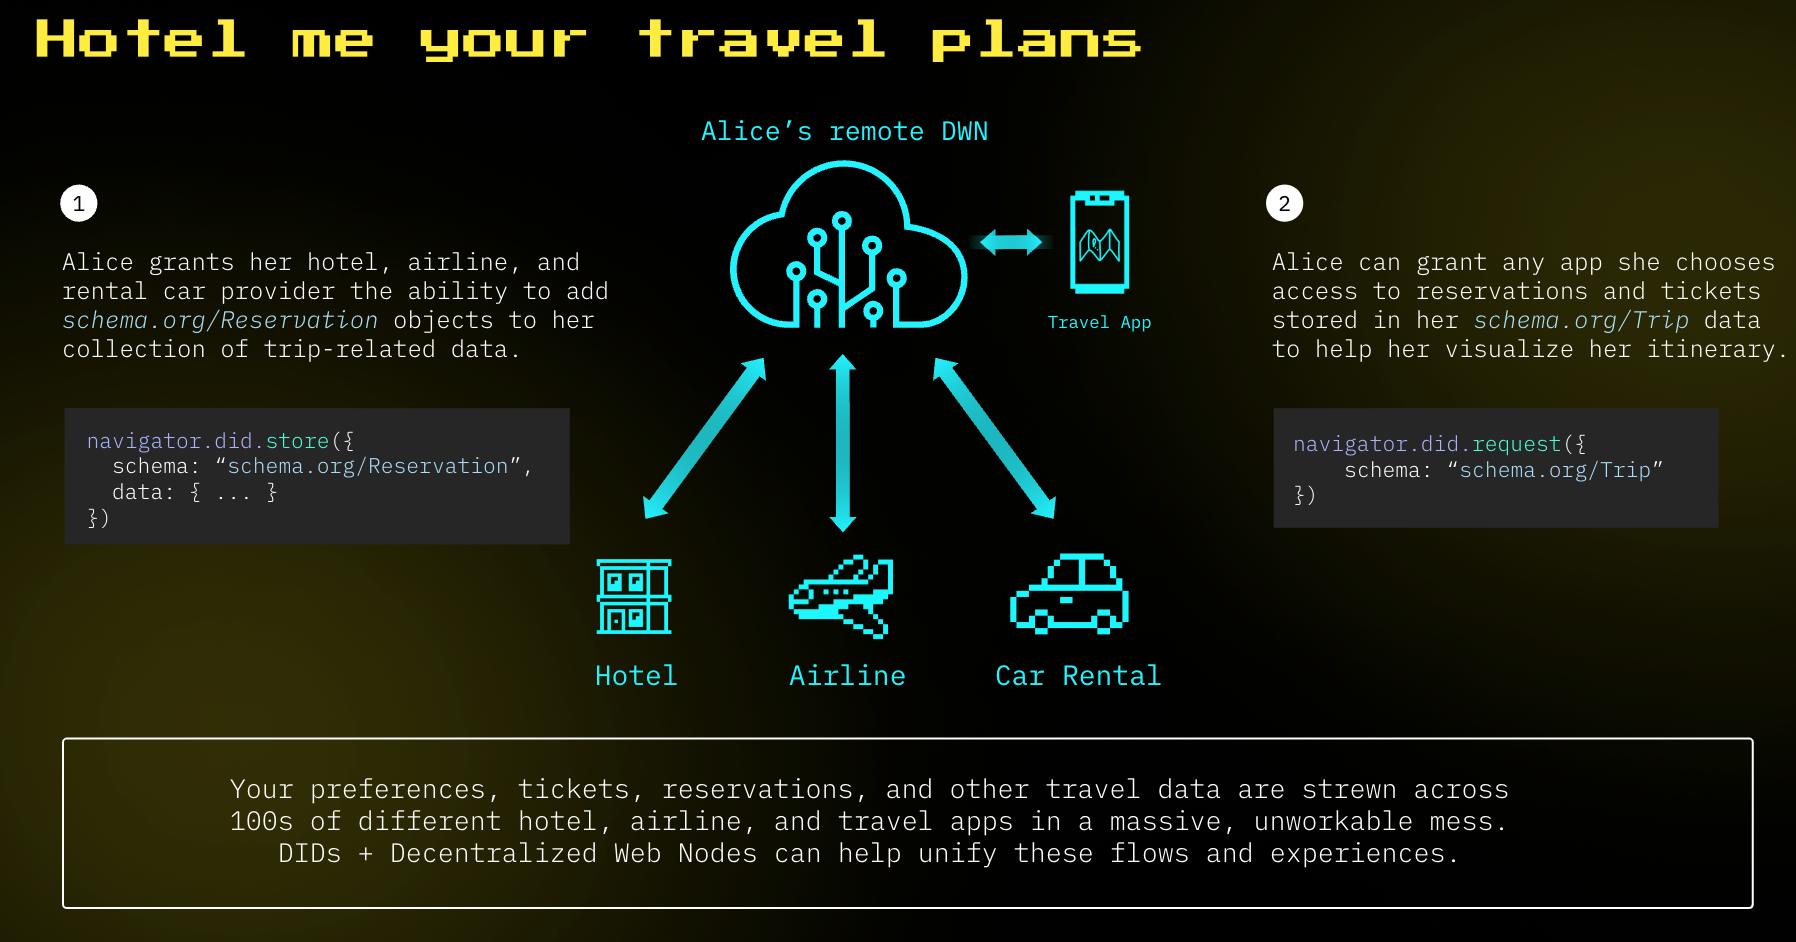 Hotel me your travel plans
Alice’s remote DWN
Travel App
1
Alice grants her hotel, airline, and
rental car provider the ability to add
schema.org/Reservation objects to her
collection of trip-related data.
navigator.did.store({
schema: “schema.org/Reservation”,
data: { ... }
})
2
Alice can grant any app she chooses
access to reservations and tickets
stored in her schema.org/Trip data
to help her visualize her itinerary.
navigator.did.request({
schema: “schema.org/Trip”
})
Hotel
Airline
Car Rental
Your preferences, tickets, reservations, and other travel data are strewn across
100s of different hotel, airline, and travel apps in a massive, unworkable mess.
DIDs + Decentralized Web Nodes can help unify these flows and experiences.